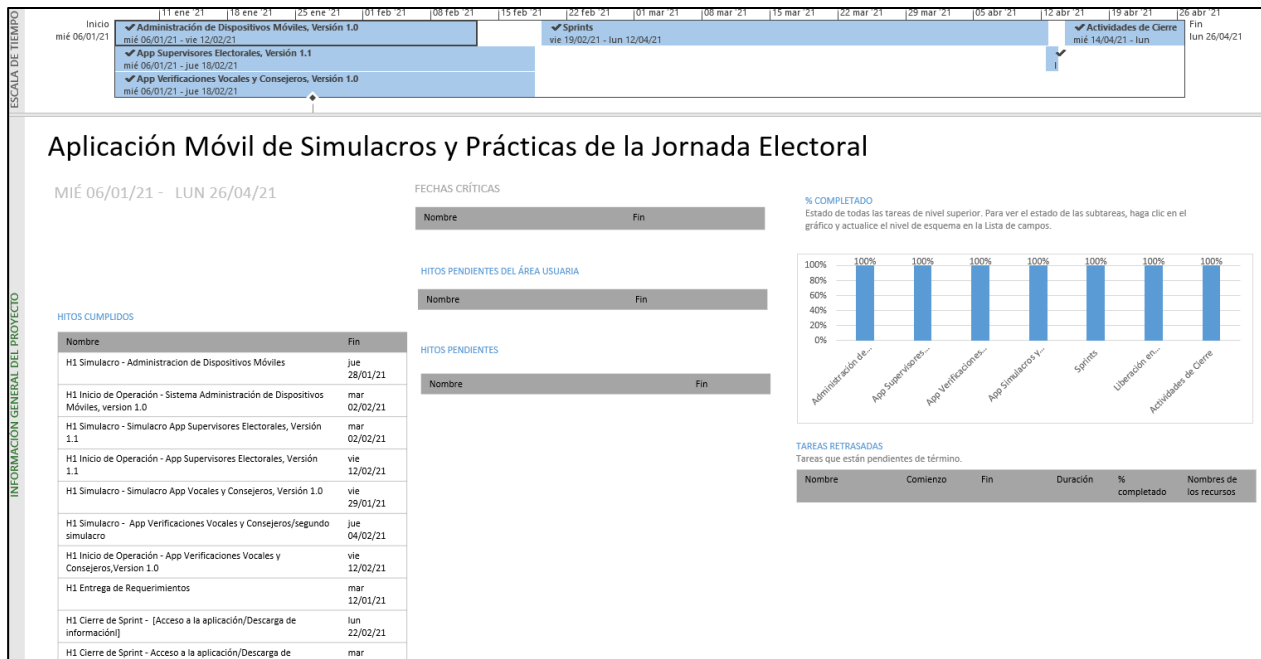 ESCALA DE TIEMPO
11 ene '21 18 ene '21 25 ene '21 01 feb '21 08 feb '21 15 feb '21 22 feb '21 01 mar '21 08 mar '21 15 mar '21 22 mar '21 29 mar '21 05 abr '21 12 abr '21 19 abr '21 26 abr '21
Inicio
mié 06/01/21
Administración de Dispositivos Móviles, Versión 1.0
mié 06/01/21 - vie 12/02/21
App Supervisores Electorales, Versión 1.1
mié 06/01/21 - jue 18/02/21
App Verificaciones Vocales y Consejeros, Versión 1.0
mié 06/01/21 - jue 18/02/21
Sprints
vie 19/02/21 - lun 12/04/21
Actividades de Cierre
mié 14/04/21 - lun
Fin
lun 26/04/21
INFORMACIÓN GENERAL DEL PROYECTO
Aplicación Móvil de Simulacros y Prácticas de la Jornada Electoral
MIÉ 06/01/21 - LUN 26/04/21
HITOS CUMPLIDOS
Nombre Fin
H1 Simulacro - Administracion de Dispositivos Móviles jue
28/01/21
H1 Inicio de Operación - Sistema Administración de Dispositivos mar
Móviles, version 1.0 02/02/21
H1 Simulacro - Simulacro App Supervisores Electorales, Versión mar
1.1 02/02/21
H1 Inicio de Operación - App Supervisores Electorales, Versión vie
1.1 12/02/21
H1 Simulacro - Simulacro App Vocales y Consejeros, Versión 1.0 vie
29/01/21
H1 Simulacro - App Verificaciones Vocales y Consejeros/segundo jue
simulacro 04/02/21
H1 Inicio de Operación - App Verificaciones Vocales y vie
Consejeros,Version 1.0 12/02/21
H1 Entrega de Requerimientos mar
12/01/21
H1 Cierre de Sprint - [Acceso a la aplicación/Descarga de lun
informaciónI] 22/02/21
H1 Cierre de Sprint - Acceso a la aplicación/Descarga de mar
FECHAS CRÍTICAS
Nombre Fin
HITOS PENDIENTES DEL ÁREA USUARIA
Nombre Fin
HITOS PENDIENTES
Nombre Fin
% COMPLETADO
Estado de todas las tareas de nivel superior. Para ver el estado de las subtareas, haga clic en el
gráfico y actualice el nivel de esquema en la Lista de campos.
100% 100% 100% 100% 100% 100% 100%
100%
80%
60%
40%
20%
0%
Administración de...
App Supervisores...
App Verificaciones...
App Simulacros y...
Sprints
Liberación en...
Actividades de Cierre
TAREAS RETRASADAS
Tareas que están pendientes de término.
Nombre Comienzo Fin Duración % Nombres de
completado los recursos